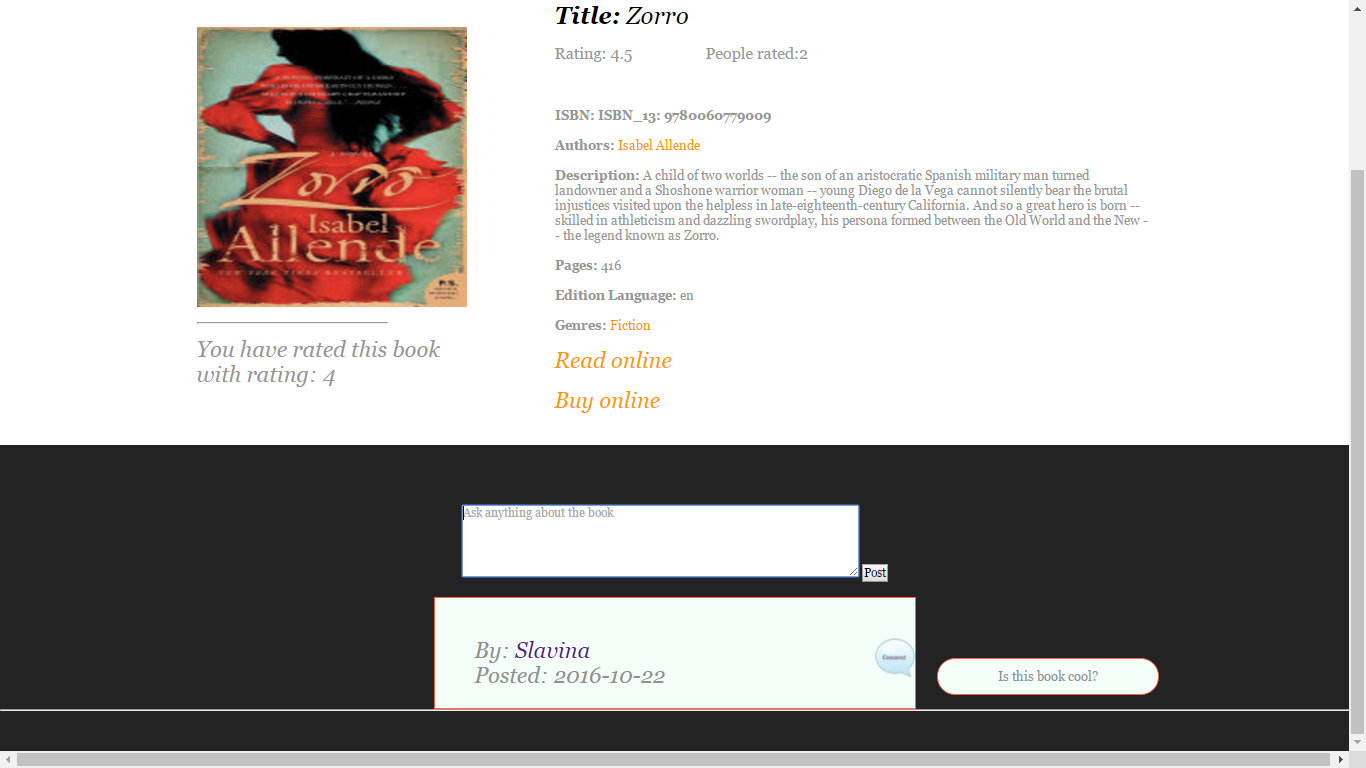 Title: Zorro
Rating: 4.5 People rated:2
ISBN: ISBN_13: 9780060779009
Authors: Isabel Allende
Description: A child of two worlds -- the son of an aristocratic Spanish military man turned
landowner and a Shoshone warrior woman -- young Diego de la Vega cannot silently bear the brutal
injustices visited upon the helpless in late-eighteenth-century California. And so a great hero is born --
skilled in athleticism and dazzling swordplay, his persona formed between the Old World and the New -
- the legend known as Zorro.
Pages: 416
Edition Language: en
Genres: Fiction
Read online
Buy online
A NOVEL
Zorro
Isabel
Allende
NEW YORK TIMES BESTSELLER
P.S.
You have rated this book
with rating: 4
Ask anything about the book
Post
By: Slavina
Posted: 2016-10-22
Comment
Is this book cool?